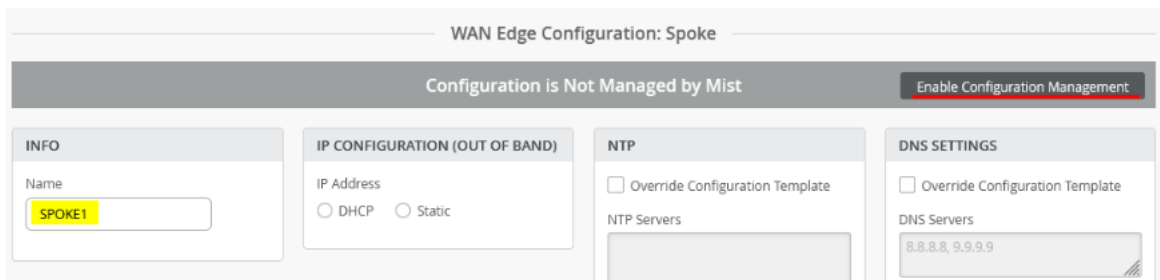 WAN Edge Configuration: Spoke
Configuration is Not Managed by Mist
Enable Configuration Management
INFO
Name
SPOKE1
IP CONFIGURATION (OUT OF BAND)
IP Address
DHCP Static
NTP
Override Configuration Template
NTP Servers
DNS SETTINGS
Override Configuration Template
DNS Servers
8.8.8.8, 9.9.9.9